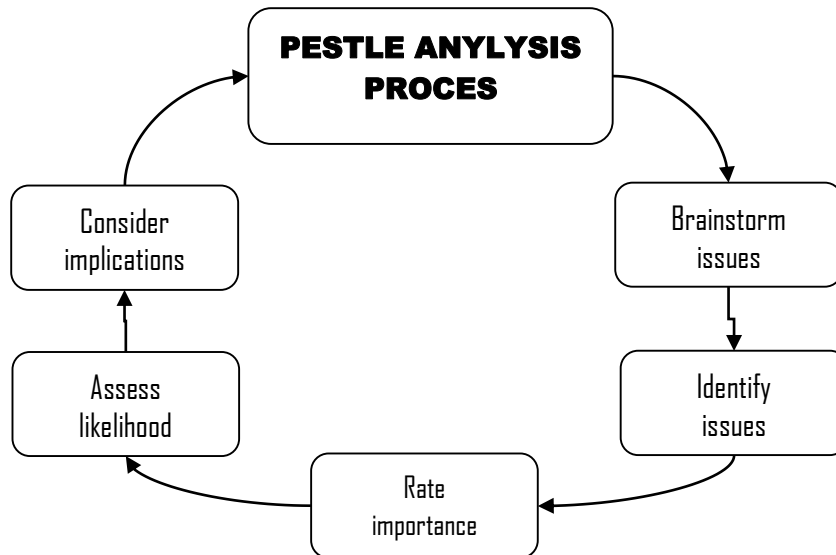 PESTLE ANYLYSIS
PROCES
Brainstorm
issues
Identify
issues
Rate
importance
Assess
likelihood
Consider
implications